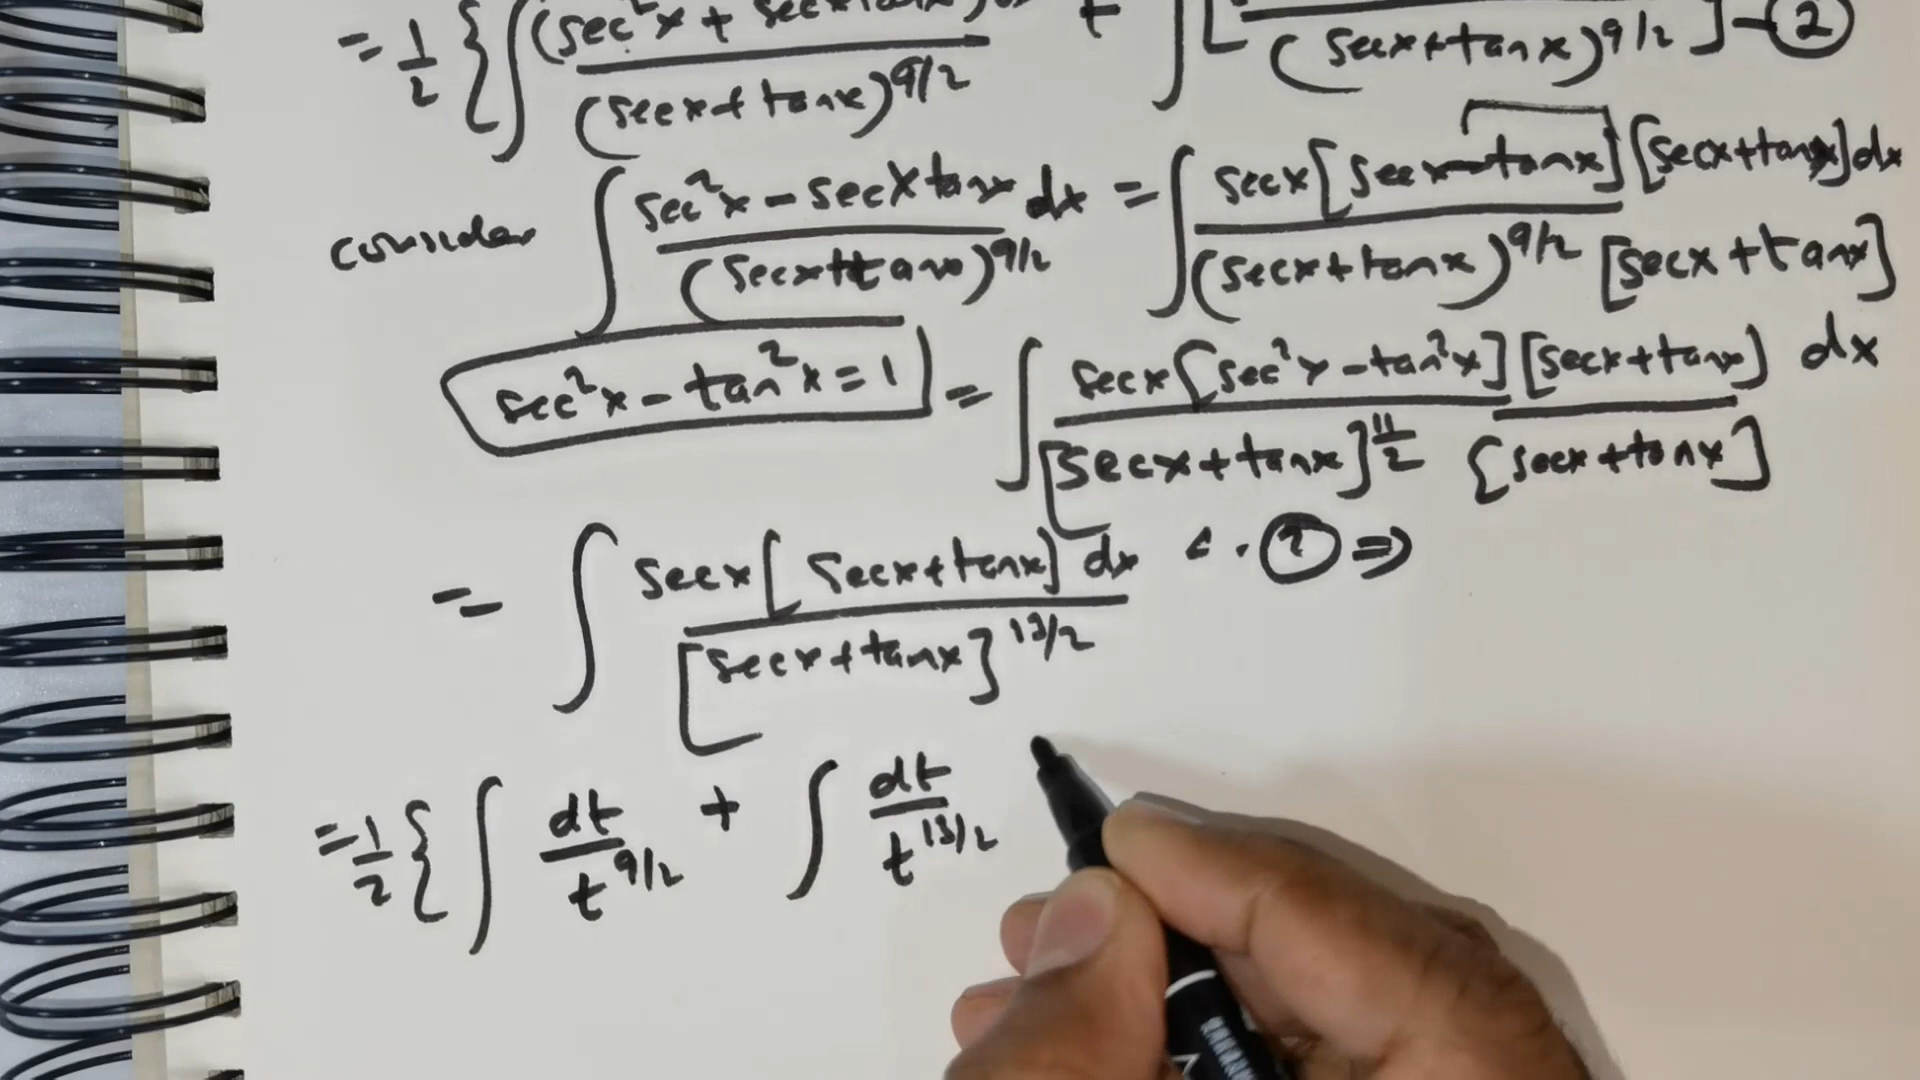 = 1/2 { ∫ (sec²x + secx tanx) / (secx + tanx)^9/2 + ∫ [ / (secx + tanx)^9/2 ] – ②
consider ∫ sec²x – secx tanx / (secx + tanx)^9/2 dx = ∫ secx [secx – tanx] [secx + tanx] dx / (secx + tanx)^9/2 [secx + tanx]
sec²x – tan²x = 1 = ∫ secx [sec²x – tan²x] [secx + tanx] / [secx + tanx]^11/2 [secx + tanx] dx
= ∫ secx [secx + tanx] dx / [secx + tanx]^13/2 ∴ ② ⇒
= 1/2 { ∫ dt / t^9/2 + ∫ dt / t^13/2